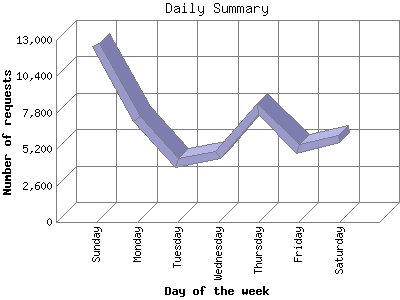 Daily Summary
13,000
10,400
7,800
5,200
2,600
0
Number of requests
Sunday
Monday
Tuesday
Wednesday
Thursday
Friday
Saturday
Day of the week